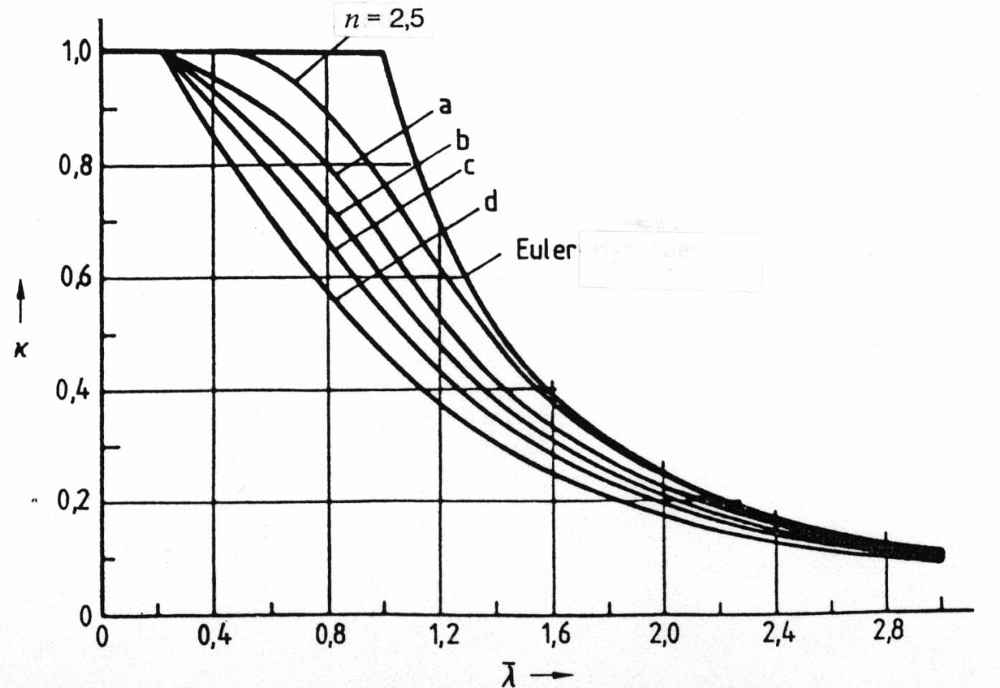 n = 2,5
1,0
a
b
0,8
c
d
Euler
0,6
κ
0,4
0,2
0
0 0,4 0,8 1,2 1,6 2,0 2,4 2,8
λ̄